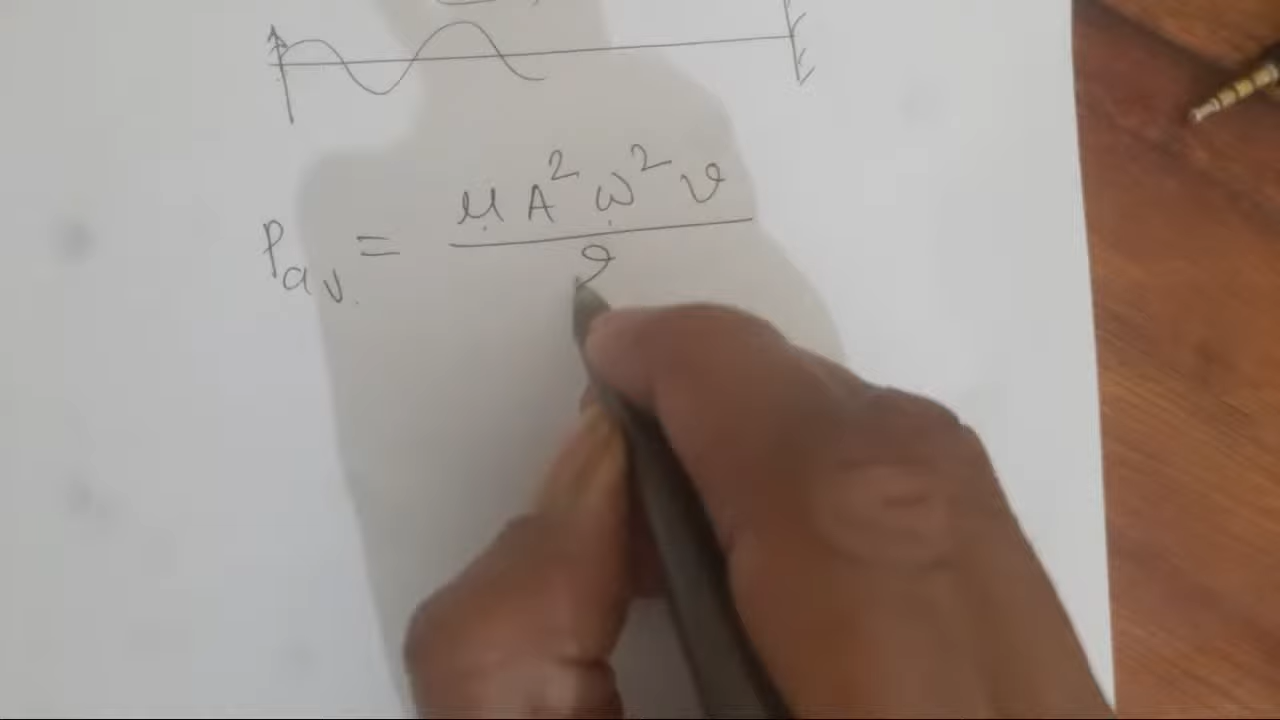 P_av. = μ A² ω² v / 2